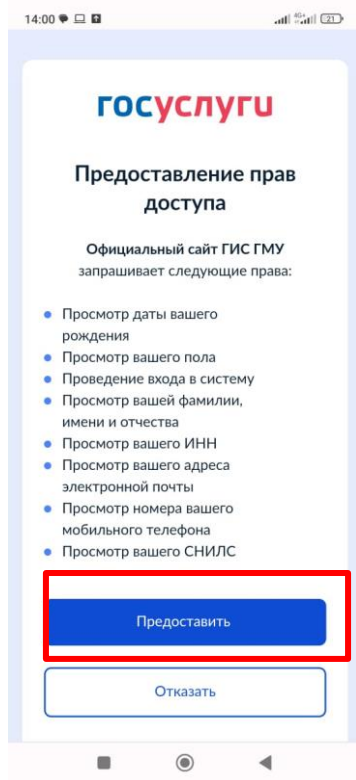 14:00
4G+
21
госуслуги
Предоставление прав
доступа
Официальный сайт ГИС ГМУ
запрашивает следующие права:
Просмотр даты вашего
рождения
Просмотр вашего пола
Проведение входа в систему
Просмотр вашей фамилии,
имени и отчества
Просмотр вашего ИНН
Просмотр вашего адреса
электронной почты
Просмотр номера вашего
мобильного телефона
Просмотр вашего СНИЛС
Предоставить
Отказать